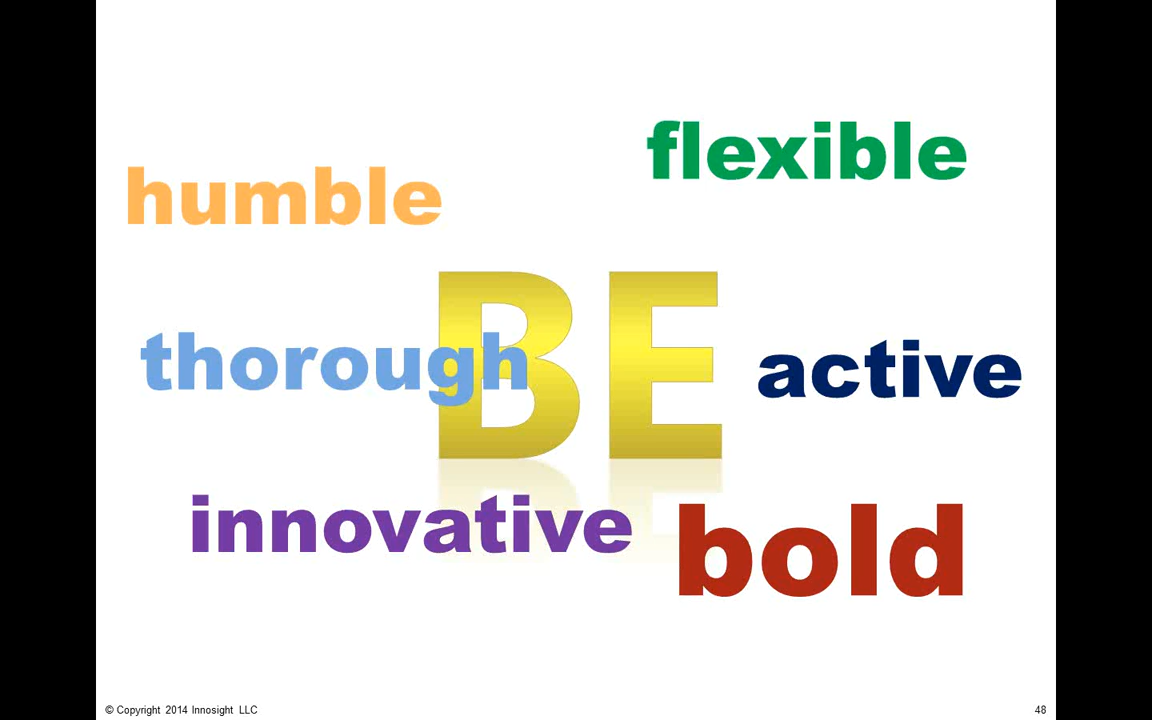 flexible
humble
BE
thorough
active
innovative
bold
© Copyright 2014 Innosight LLC
48